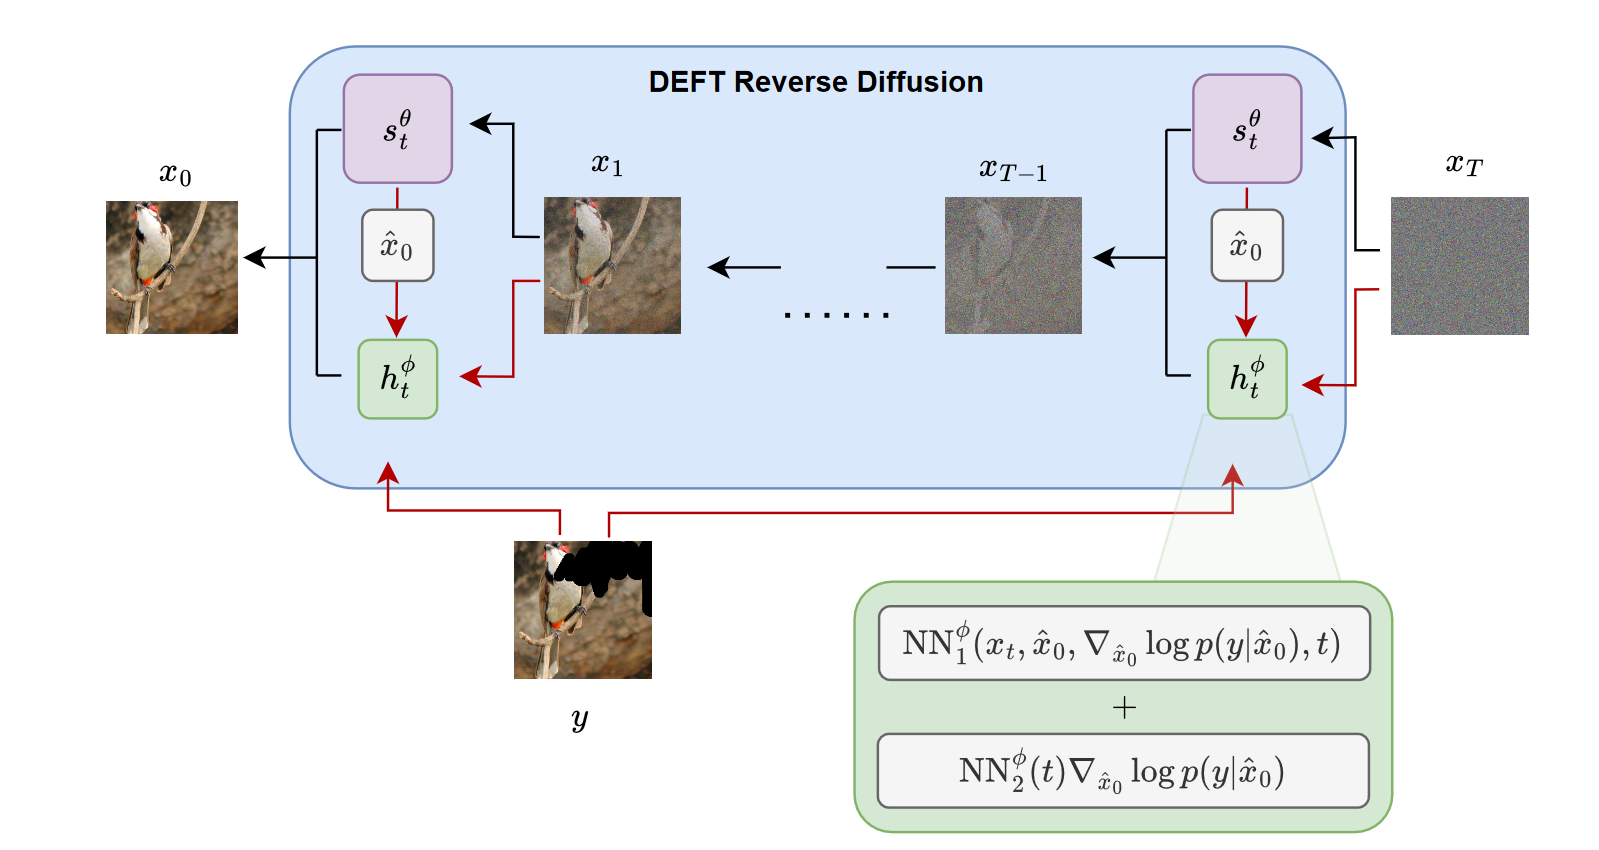 DEFT Reverse Diffusion
$s_t^\theta$
$s_t^\theta$
$x_0$
$x_1$
$x_{T-1}$
$x_T$
$\hat{x}_0$
$\hat{x}_0$
......
$h_t^\phi$
$h_t^\phi$
$\mathrm{NN}_1^\phi(x_t, \hat{x}_0, \nabla_{\hat{x}_0} \log p(y|\hat{x}_0), t)$
+
$\mathrm{NN}_2^\phi(t) \nabla_{\hat{x}_0} \log p(y|\hat{x}_0)$
$y$